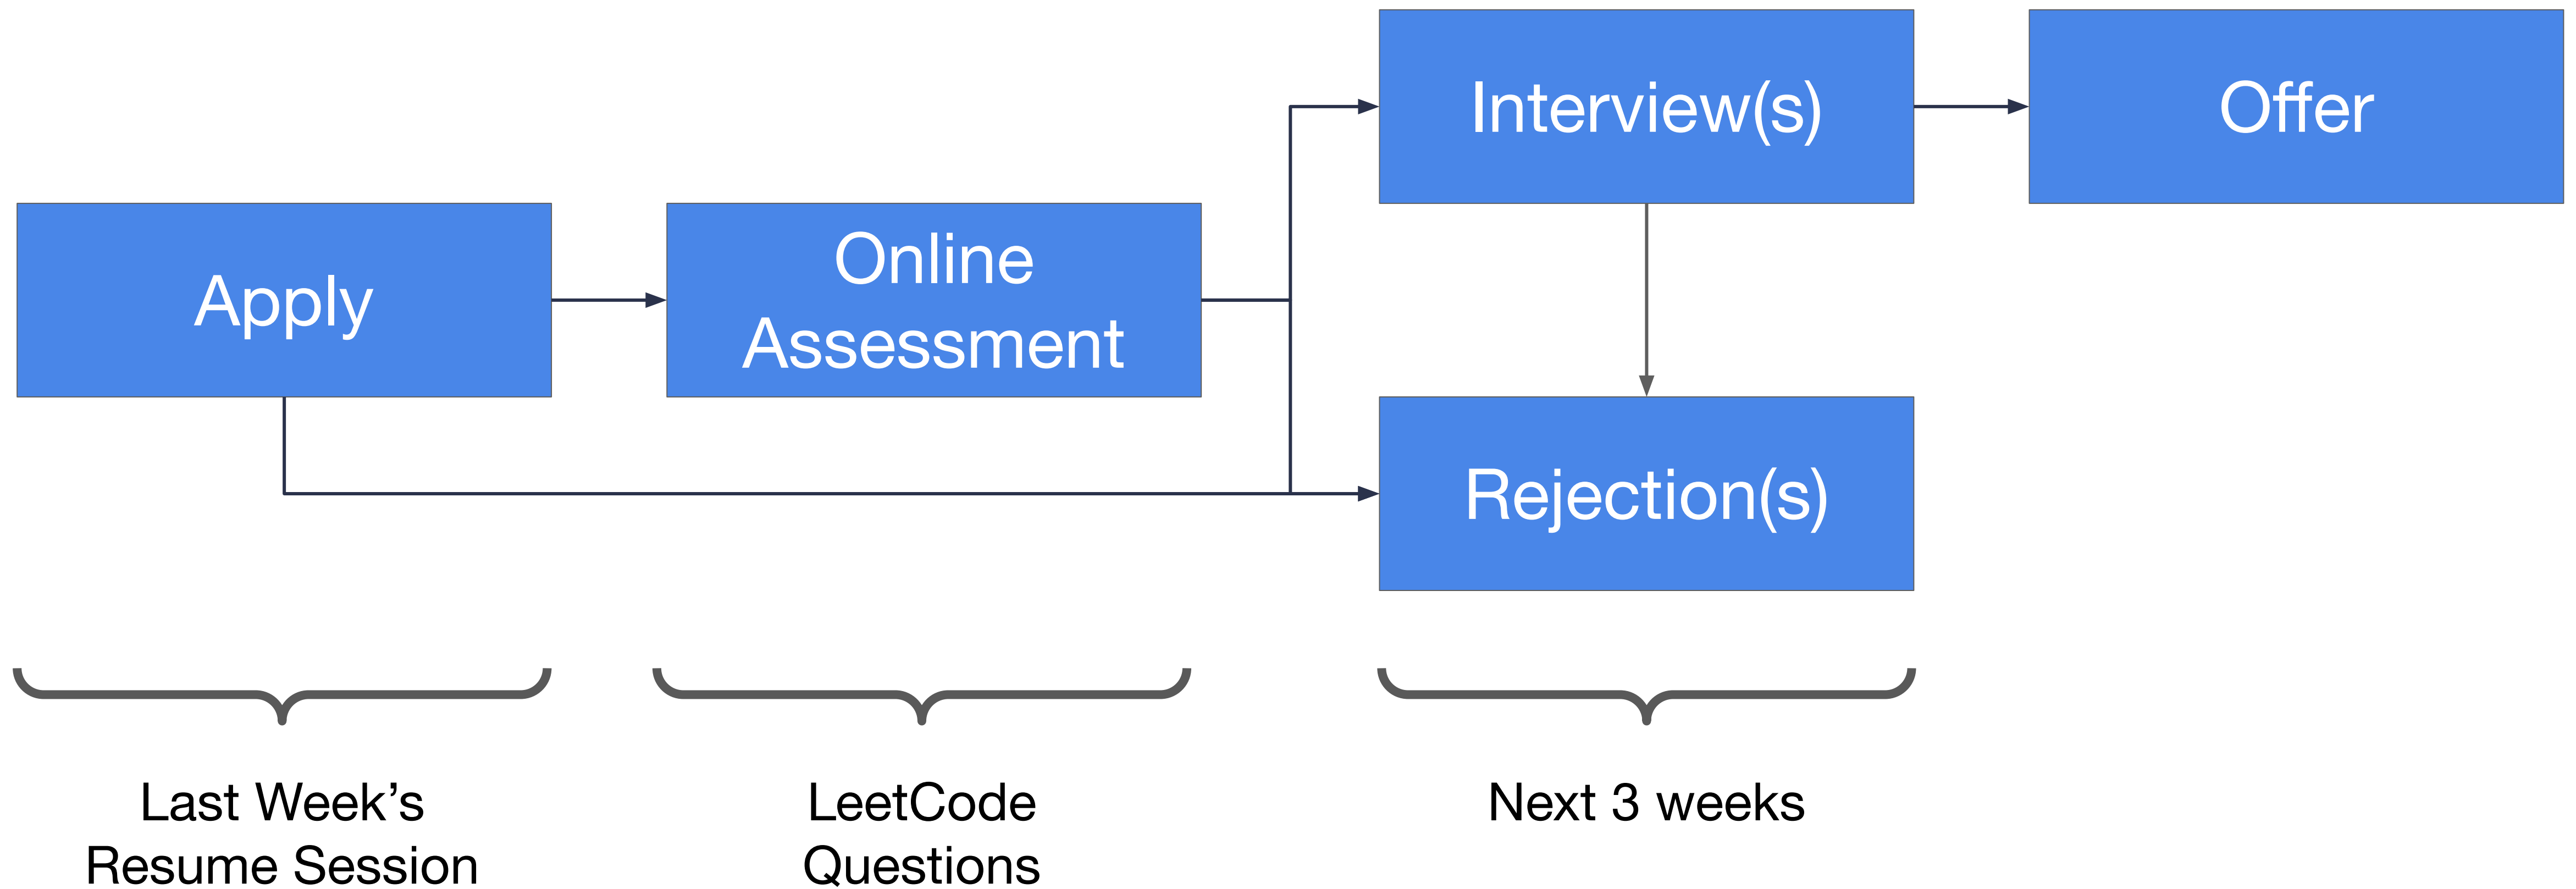 Interview(s)
Offer
Apply
Online
Assessment
Rejection(s)
Last Week’s
Resume Session
LeetCode
Questions
Next 3 weeks